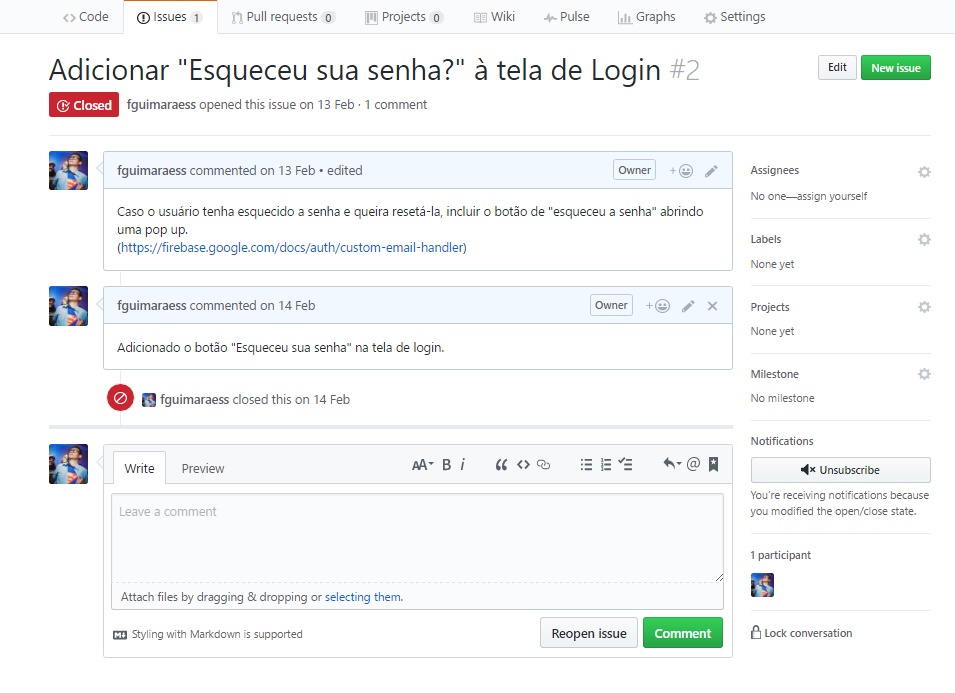 Code Issues 1 Pull requests 0 Projects 0 Wiki Pulse Graphs Settings
Adicionar "Esqueceu sua senha?" à tela de Login #2
Edit New issue
Closed fguimaraess opened this issue on 13 Feb · 1 comment
fguimaraess commented on 13 Feb • edited
Owner
Caso o usuário tenha esquecido a senha e queira resetá-la, incluir o botão de "esqueceu a senha" abrindo
uma pop up.
(https://firebase.google.com/docs/auth/custom-email-handler)
fguimaraess commented on 14 Feb
Owner
Adicionado o botão "Esqueceu sua senha" na tela de login.
fguimaraess closed this on 14 Feb
Write Preview
AA B i
Leave a comment
Attach files by dragging & dropping or selecting them.
Styling with Markdown is supported
Reopen issue Comment
Assignees
No one—assign yourself
Labels
None yet
Projects
None yet
Milestone
No milestone
Notifications
Unsubscribe
You're receiving notifications because
you modified the open/close state.
1 participant
Lock conversation